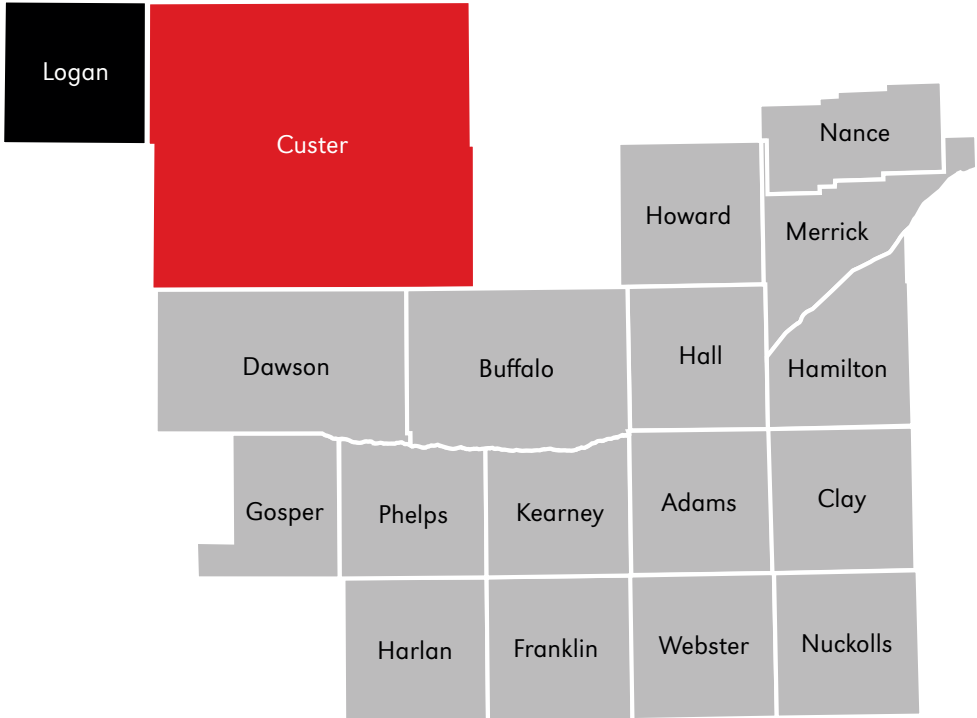 Logan
Custer
Nance
Howard
Merrick
Dawson
Buffalo
Hall
Hamilton
Gosper
Phelps
Kearney
Adams
Clay
Harlan
Franklin
Webster
Nuckolls